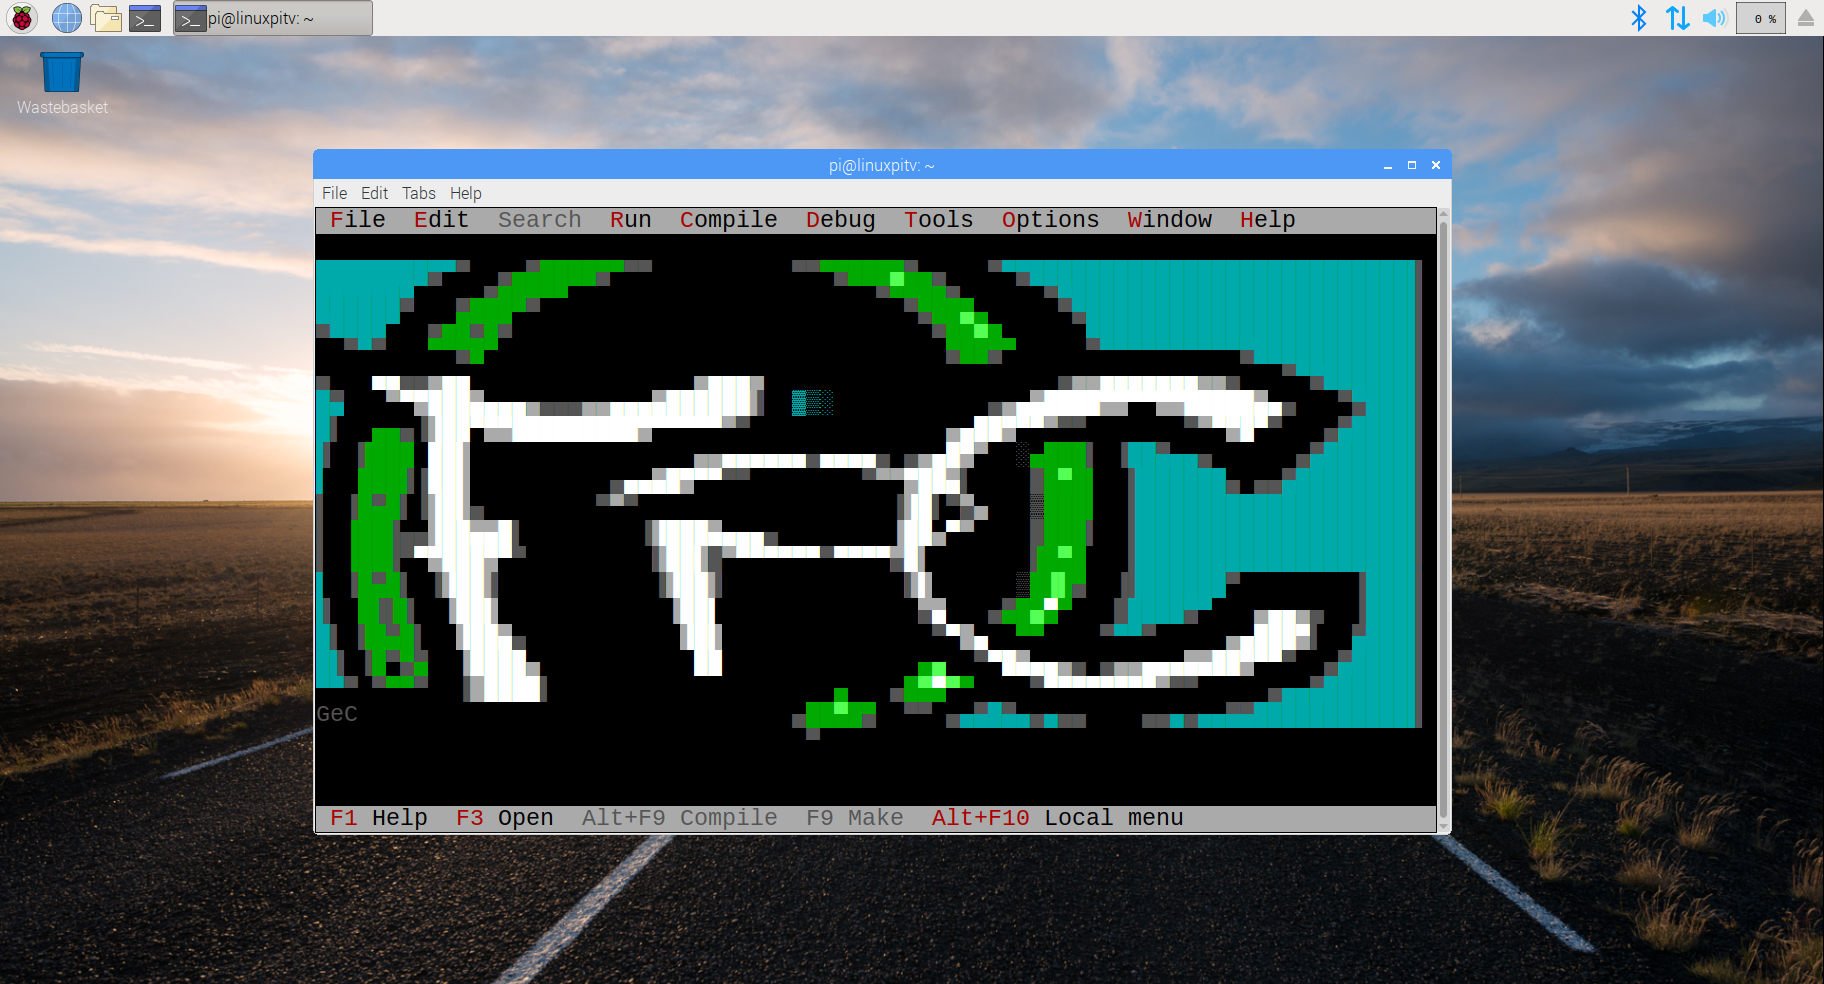 pi@linuxpitv: ~
0 %
Wastebasket
pi@linuxpitv: ~
File Edit Tabs Help
File Edit Search Run Compile Debug Tools Options Window Help
FPC
GeC
F1 Help F3 Open Alt+F9 Compile F9 Make Alt+F10 Local menu